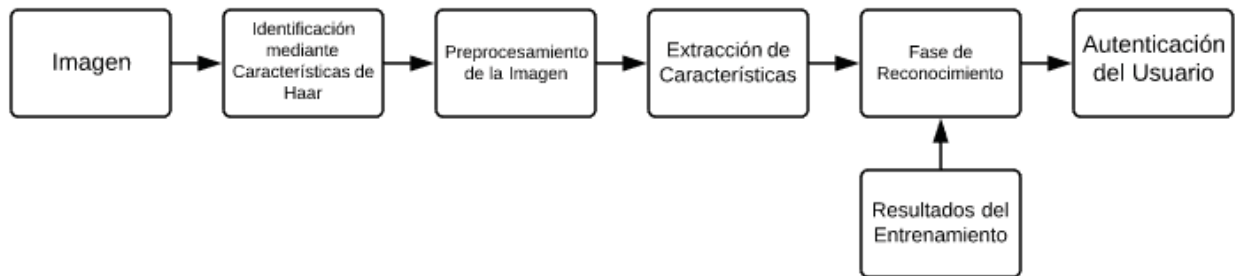 Imagen
Identificación
mediante
Características de
Haar
Preprocesamiento
de la Imagen
Extracción de
Características
Fase de
Reconocimiento
Autenticación
del Usuario
Resultados del
Entrenamiento